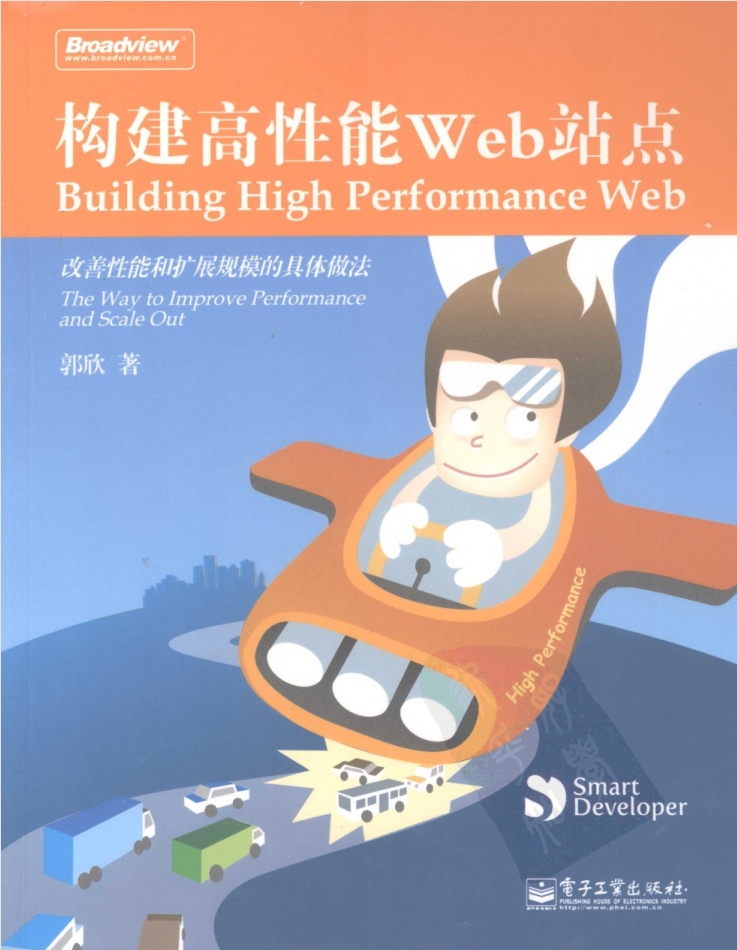 Broadview®
www.broadview.com.cn
构建高性能Web站点
Building High Performance Web
改善性能和扩展规模的具体做法
The Way to Improve Performance
and Scale Out
郭欣 著
High Performance
Smart
Developer
電子工業出版社·
PUBLISHING HOUSE OF ELECTRONICS INDUSTRY
http://www.phei.com.cn